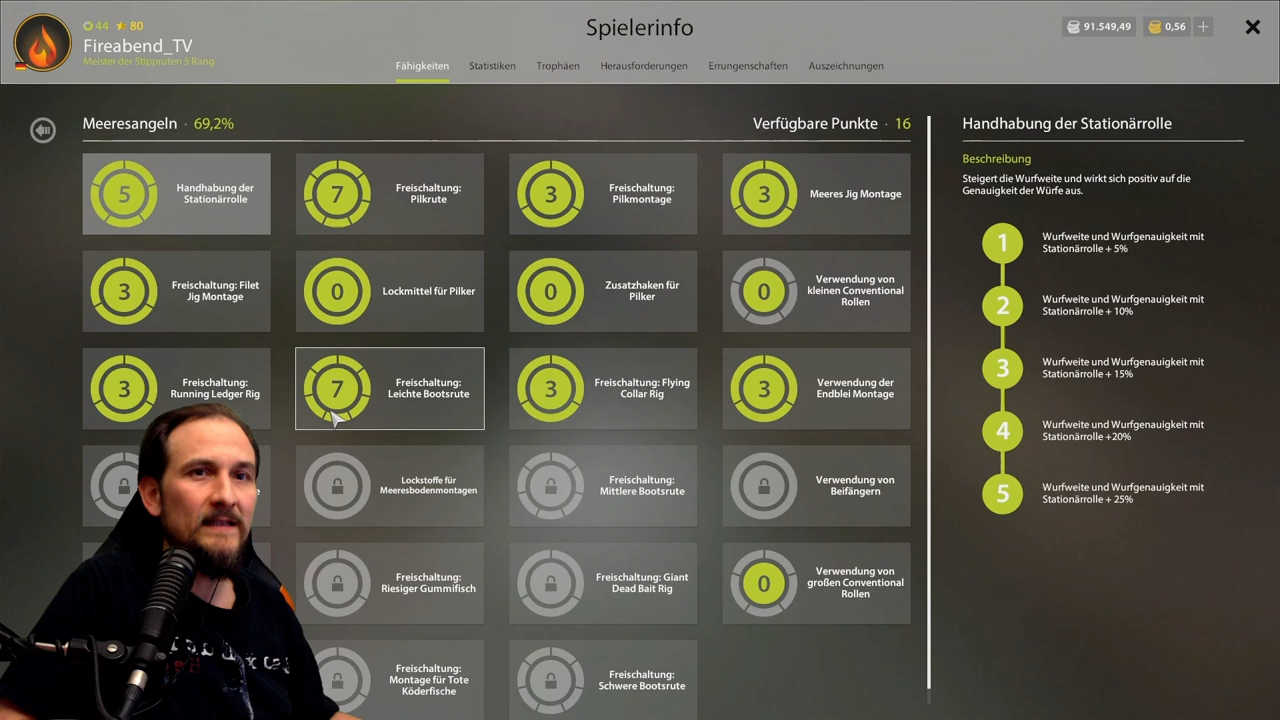 44 80
Spielerinfo
91.549,49 0,56 +
Fireabend_TV
Meister der Stippruten 5 Rang
Fähigkeiten Statistiken Trophäen Herausforderungen Errungenschaften Auszeichnungen
Meeresangeln · 69,2%
Verfügbare Punkte · 16
5 Handhabung der
Stationärrolle
7 Freischaltung:
Pilkrute
3 Freischaltung:
Pilkmontage
3 Meeres Jig Montage
3 Freischaltung: Filet
Jig Montage
0 Lockmittel für Pilker
0 Zusatzhaken für
Pilker
0 Verwendung von
kleinen Conventional
Rollen
3 Freischaltung:
Running Ledger Rig
7 Freischaltung:
Leichte Bootsrute
3 Freischaltung: Flying
Collar Rig
3 Verwendung der
Endblei Montage
Lockstoffe für
Meeresbodenmontagen
Freischaltung:
Mittlere Bootsrute
Verwendung von
Beifängern
Freischaltung:
Riesiger Gummifisch
Freischaltung: Giant
Dead Bait Rig
0 Verwendung von
großen Conventional
Rollen
Freischaltung:
Montage für Tote
Köderfische
Freischaltung:
Schwere Bootsrute
Handhabung der Stationärrolle
Beschreibung
Steigert die Wurfweite und wirkt sich positiv auf die
Genauigkeit der Würfe aus.
1 Wurfweite und Wurfgenauigkeit mit
Stationärrolle + 5%
2 Wurfweite und Wurfgenauigkeit mit
Stationärrolle + 10%
3 Wurfweite und Wurfgenauigkeit mit
Stationärrolle + 15%
4 Wurfweite und Wurfgenauigkeit mit
Stationärrolle +20%
5 Wurfweite und Wurfgenauigkeit mit
Stationärrolle + 25%